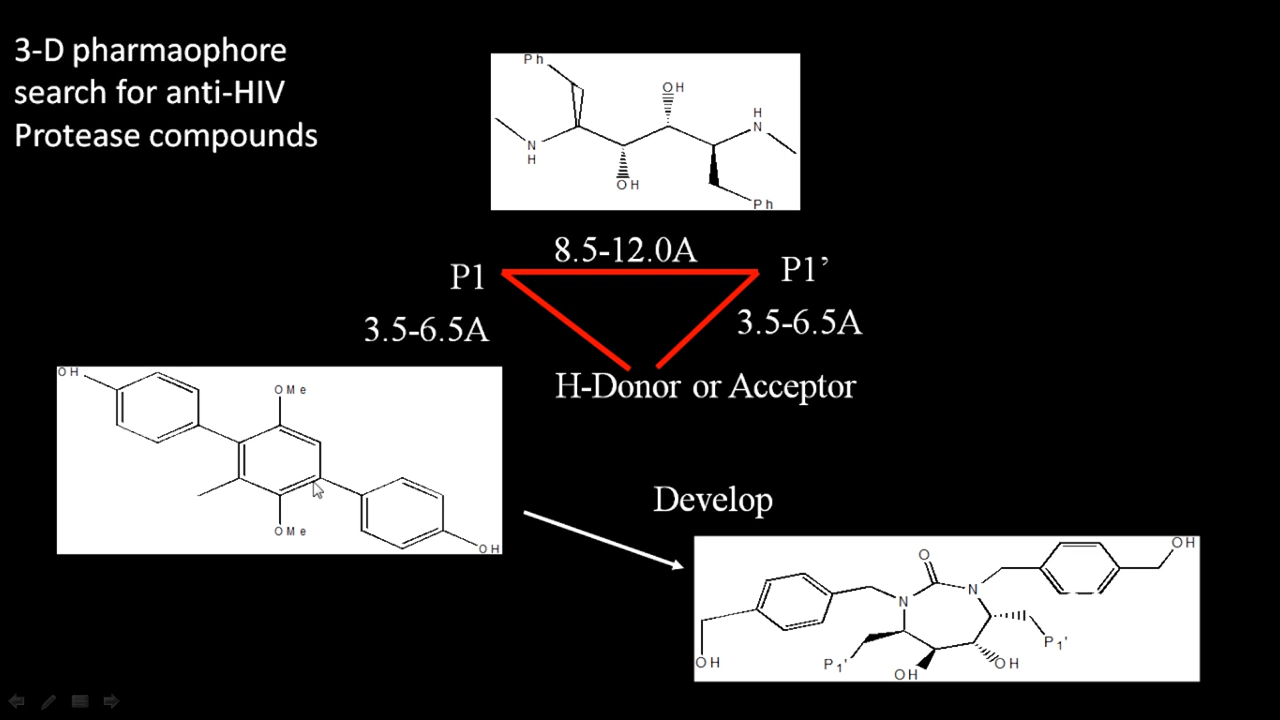 3-D pharmaophore
search for anti-HIV
Protease compounds
Ph
OH
H
N
N
H
OH
Ph
8.5-12.0A
P1
P1’
3.5-6.5A
3.5-6.5A
H-Donor or Acceptor
OH
OMe
OMe
OH
Develop
OH
O
N
N
P1'
P1'
OH
OH
OH